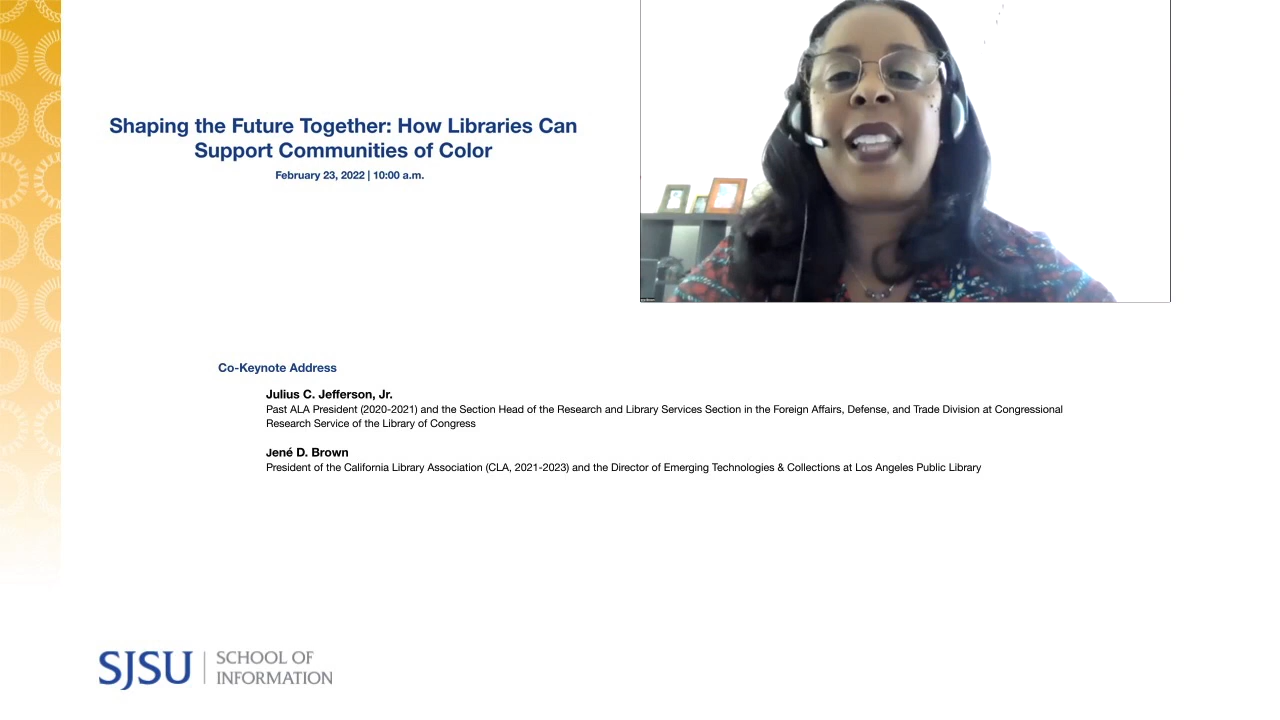 Shaping the Future Together: How Libraries Can
Support Communities of Color
February 23, 2022 | 10:00 a.m.
Co-Keynote Address
Julius C. Jefferson, Jr.
Past ALA President (2020-2021) and the Section Head of the Research and Library Services Section in the Foreign Affairs, Defense, and Trade Division at Congressional
Research Service of the Library of Congress
Jené D. Brown
President of the California Library Association (CLA, 2021-2023) and the Director of Emerging Technologies & Collections at Los Angeles Public Library
SJSU
SCHOOL OF
INFORMATION